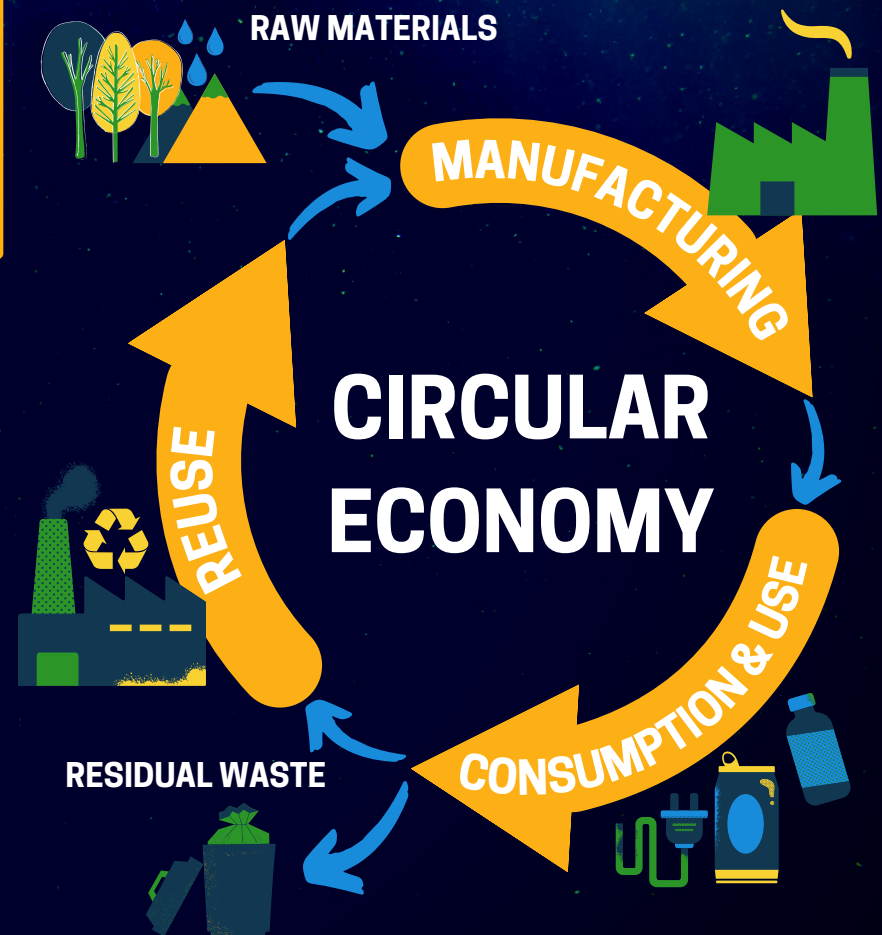 RAW MATERIALS
MANUFACTURING
CIRCULAR
ECONOMY
REUSE
CONSUMPTION & USE
RESIDUAL WASTE